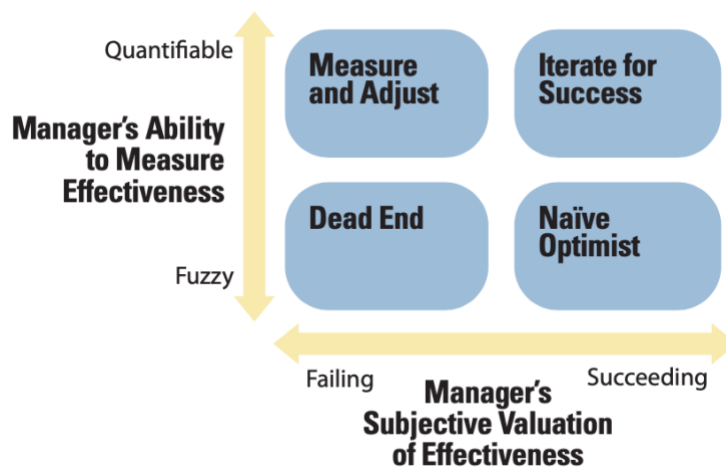 Quantifiable
Manager's Ability
to Measure
Effectiveness
Fuzzy
Measure
and Adjust
Iterate for
Success
Dead End
Naïve
Optimist
Failing
Succeeding
Manager's
Subjective Valuation
of Effectiveness